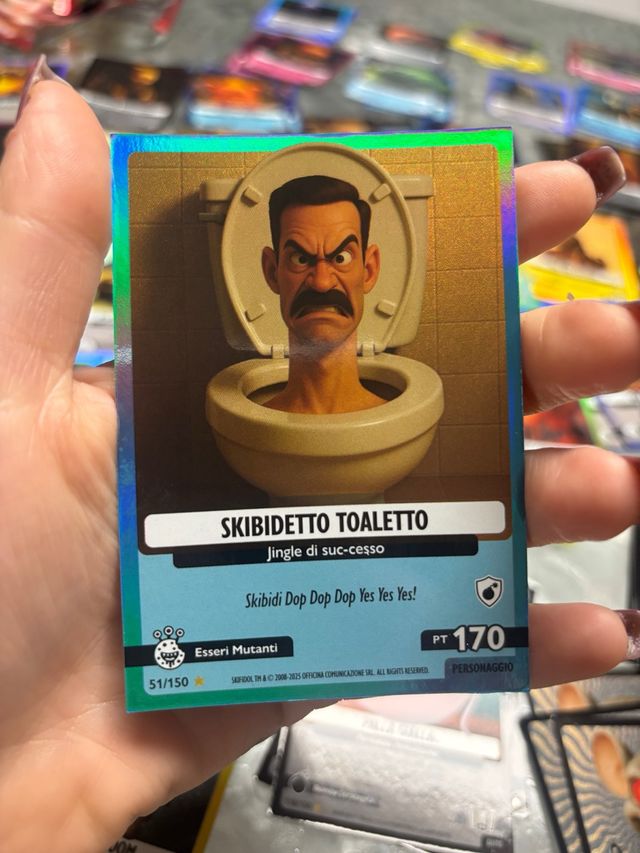 SKIBIDETTO TOALETTO
Jingle di suc-cesso
Skibidi Dop Dop Dop Yes Yes Yes!
Esseri Mutanti
PT 170
51/150
SKIFIDOL TM & © 2008-2025 OFFICINA COMUNICAZIONE SRL. ALL RIGHTS RESERVED.
PERSONAGGIO